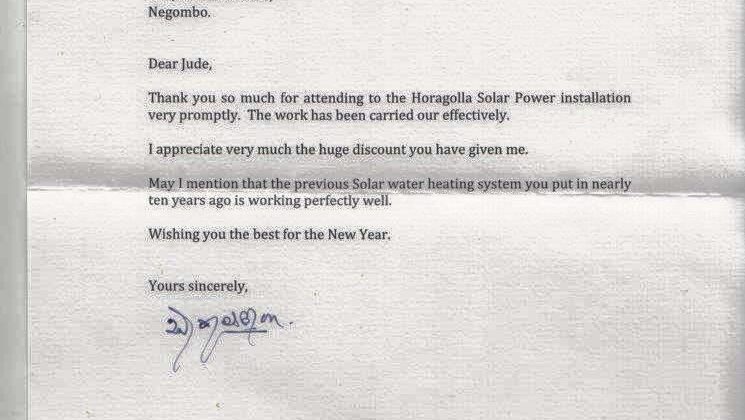 Negombo.
Dear Jude,
Thank you so much for attending to the Horagolla Solar Power installation
very promptly. The work has been carried our effectively.
I appreciate very much the huge discount you have given me.
May I mention that the previous Solar water heating system you put in nearly
ten years ago is working perfectly well.
Wishing you the best for the New Year.
Yours sincerely,